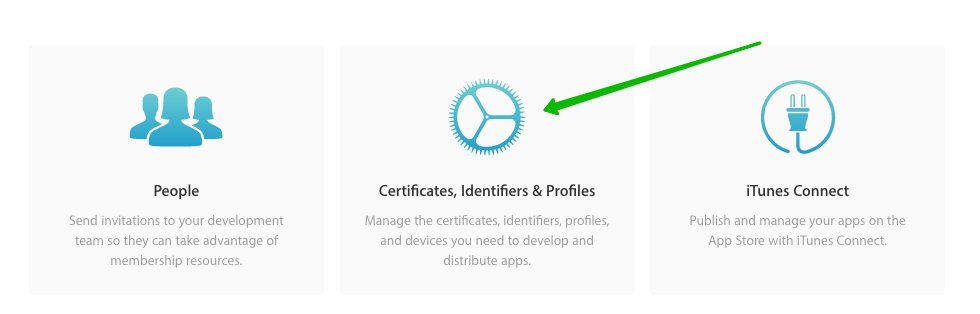 People
Send invitations to your development
team so they can take advantage of
membership resources.
Certificates, Identifiers & Profiles
Manage the certificates, identifiers, profiles,
and devices you need to develop and
distribute apps.
iTunes Connect
Publish and manage your apps on the
App Store with iTunes Connect.